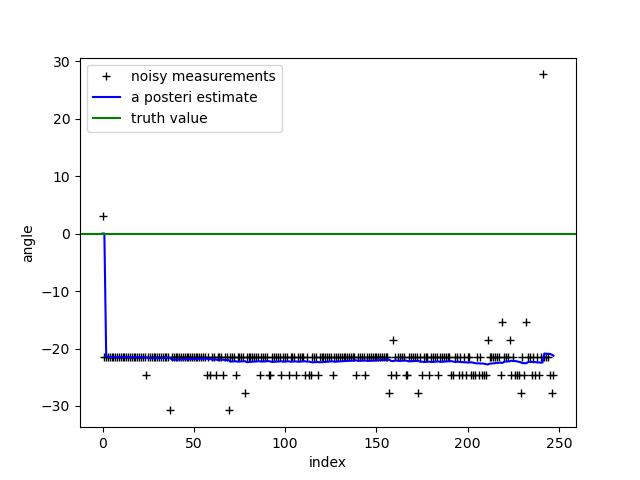 30
20
10
0
−10
−20
−30
angle
noisy measurements
a posteri estimate
truth value
0
50
100
150
200
250
index